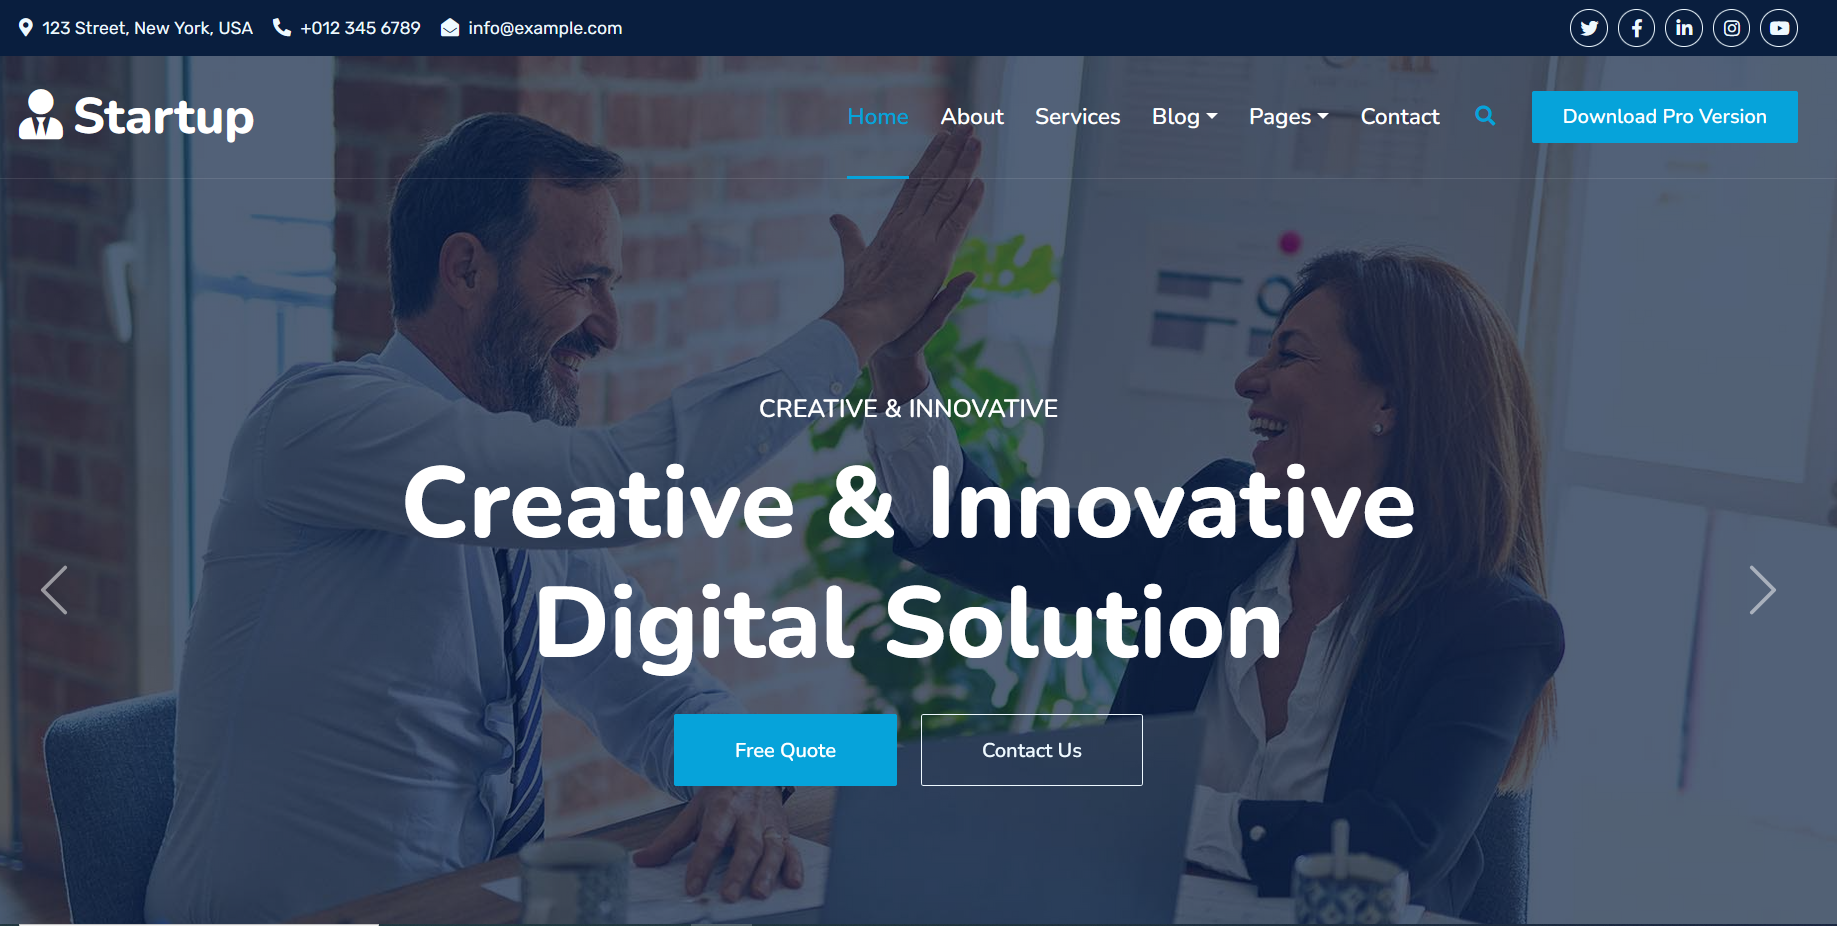 123 Street, New York, USA +012 345 6789 info@example.com
Startup
Home About Services Blog Pages Contact Download Pro Version
CREATIVE & INNOVATIVE
Creative & Innovative
Digital Solution
Free Quote Contact Us